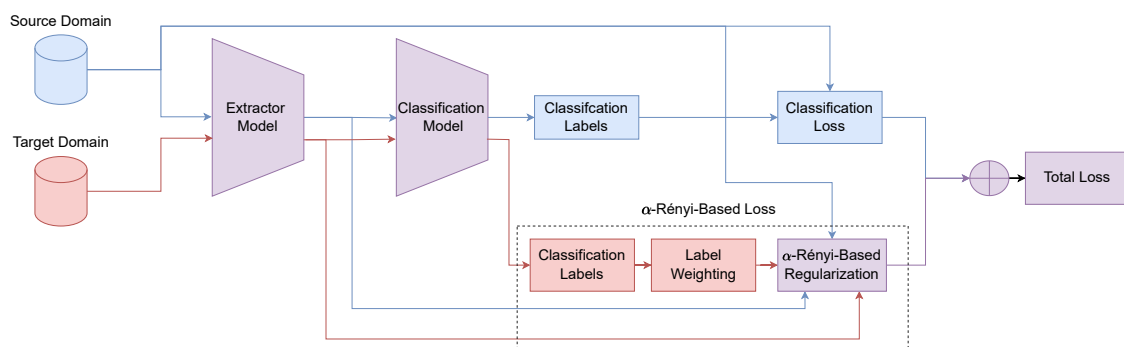 Source Domain
Target Domain
Extractor
Model
Classification
Model
Classifcation
Labels
Classification
Loss
Total Loss
α-Rényi-Based Loss
Classification
Labels
Label
Weighting
α-Rényi-Based
Regularization